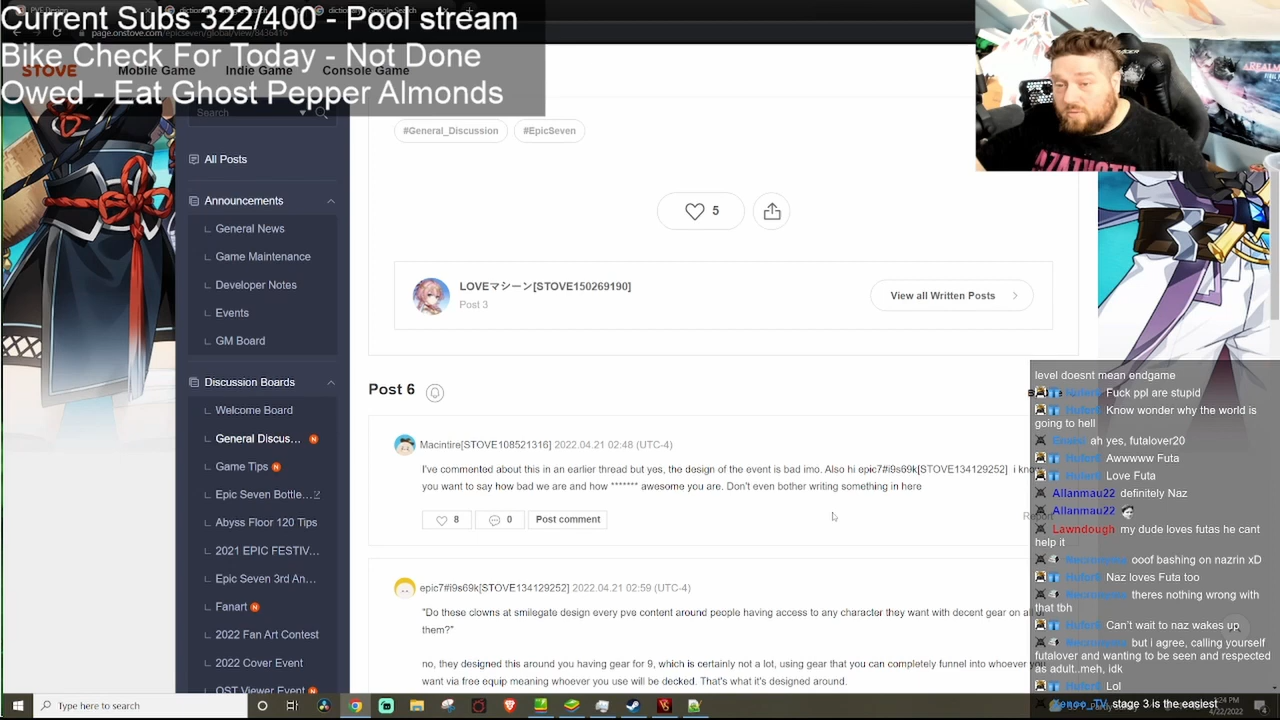 Current Subs 322/400 - Pool stream
Bike Check For Today - Not Done
Owed - Eat Ghost Pepper Almonds
page.onstove.com/epicseven/global/view/8436416
STOVE
Mobile Game
Indie Game
Console Game
Search
#General_Discussion
#EpicSeven
All Posts
Announcements
General News
Game Maintenance
Developer Notes
Events
GM Board
Discussion Boards
Welcome Board
General Discus... N
Game Tips N
Epic Seven Bottle...
Abyss Floor 120 Tips
2021 EPIC FESTIV...
Epic Seven 3rd An...
Fanart N
2022 Fan Art Contest
2022 Cover Event
OST Viewer Event N
5
LOVEマシーン[STOVE150269190]
Post 3
View all Written Posts
Post 6
Macintire[STOVE108521316] 2022.04.21 02:48 (UTC-4)
I've commented about this in an earlier thread but yes, the design of the event is bad imo. Also hi epic7#i9s69k[STOVE134129252] i know
you want to say how bad we are and how ******* awesome you are. Don't even bother writing something in here
8
0
Post comment
Report
epic7#i9s69k[STOVE134129252] 2022.04.21 02:59 (UTC-4)
"Do these clowns at smilegate design every pve content around people having access to any character they want with decent gear on all
them?"
no, they designed this around you having gear for 9, which is certainly not a lot, using gear that you can completely funnel into whoever you
want via free equip meaning whoever you use will be decked. That's what it's designed around.
level doesnt mean endgame
Fuck ppl are stupid
Know wonder why the world is
going to hell
ah yes, futalover20
Awwwww Futa
Love Futa
Allanmau22 definitely Naz
Allanmau22
Lawndough my dude loves futas he cant
help it
ooof bashing on nazrin xD
Naz loves Futa too
theres nothing wrong with
that tbh
Can't wait to naz wakes up
but i agree, calling yourself
futalover and wanting to be seen and respected
as adult..meh, idk
Lol
stage 3 is the easiest
Type here to search
4/22/2022